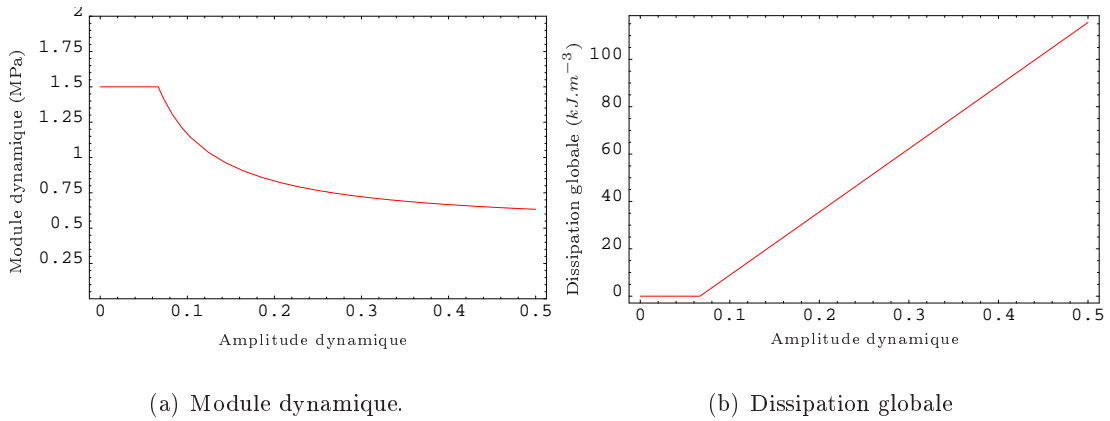 2
1.75
1.5
1.25
1
0.75
0.5
0.25
0 0.1 0.2 0.3 0.4 0.5
Module dynamique (MPa)
Amplitude dynamique
(a) Module dynamique.
100
80
60
40
20
0
0 0.1 0.2 0.3 0.4 0.5
Dissipation globale (kJ.m⁻³)
Amplitude dynamique
(b) Dissipation globale